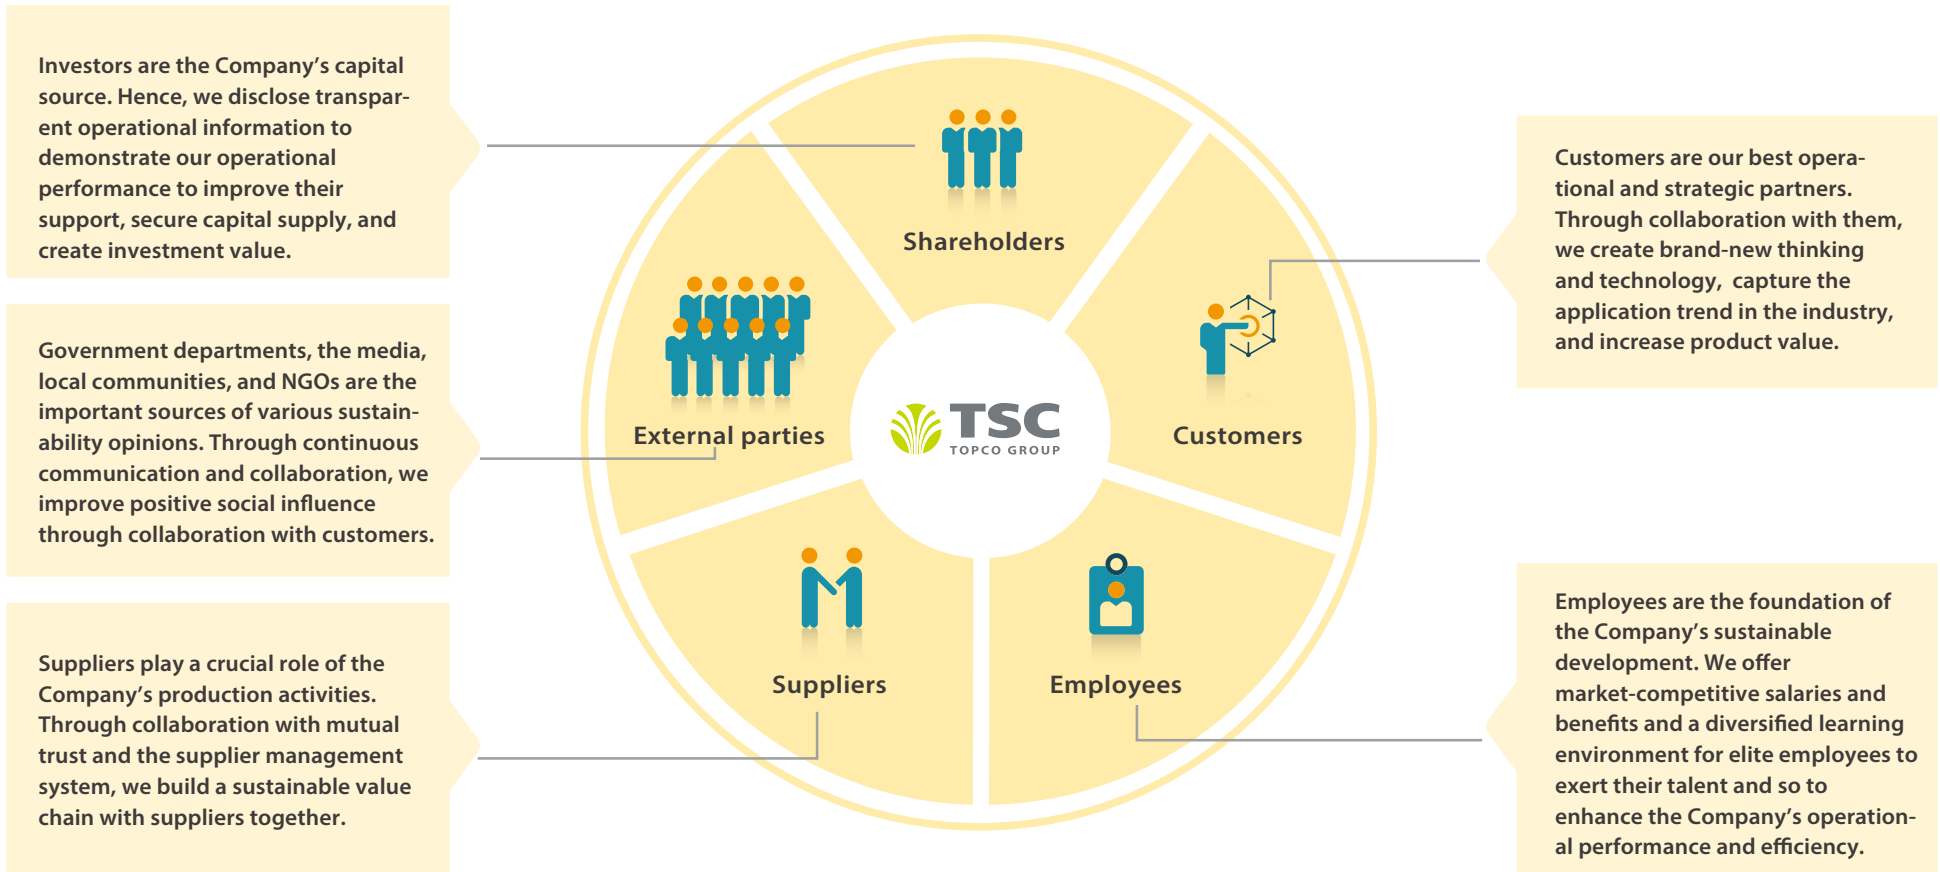 Investors are the Company’s capital
source. Hence, we disclose transpar-
ent operational information to
demonstrate our operational
performance to improve their
support, secure capital supply, and
create investment value.
Government departments, the media,
local communities, and NGOs are the
important sources of various sustain-
ability opinions. Through continuous
communication and collaboration, we
improve positive social influence
through collaboration with customers.
Suppliers play a crucial role of the
Company’s production activities.
Through collaboration with mutual
trust and the supplier management
system, we build a sustainable value
chain with suppliers together.
Shareholders
External parties
Customers
Suppliers
Employees
TSC
TOPCO GROUP
Customers are our best opera-
tional and strategic partners.
Through collaboration with them,
we create brand-new thinking
and technology, capture the
application trend in the industry,
and increase product value.
Employees are the foundation of
the Company’s sustainable
development. We offer
market-competitive salaries and
benefits and a diversified learning
environment for elite employees to
exert their talent and so to
enhance the Company’s operation-
al performance and efficiency.